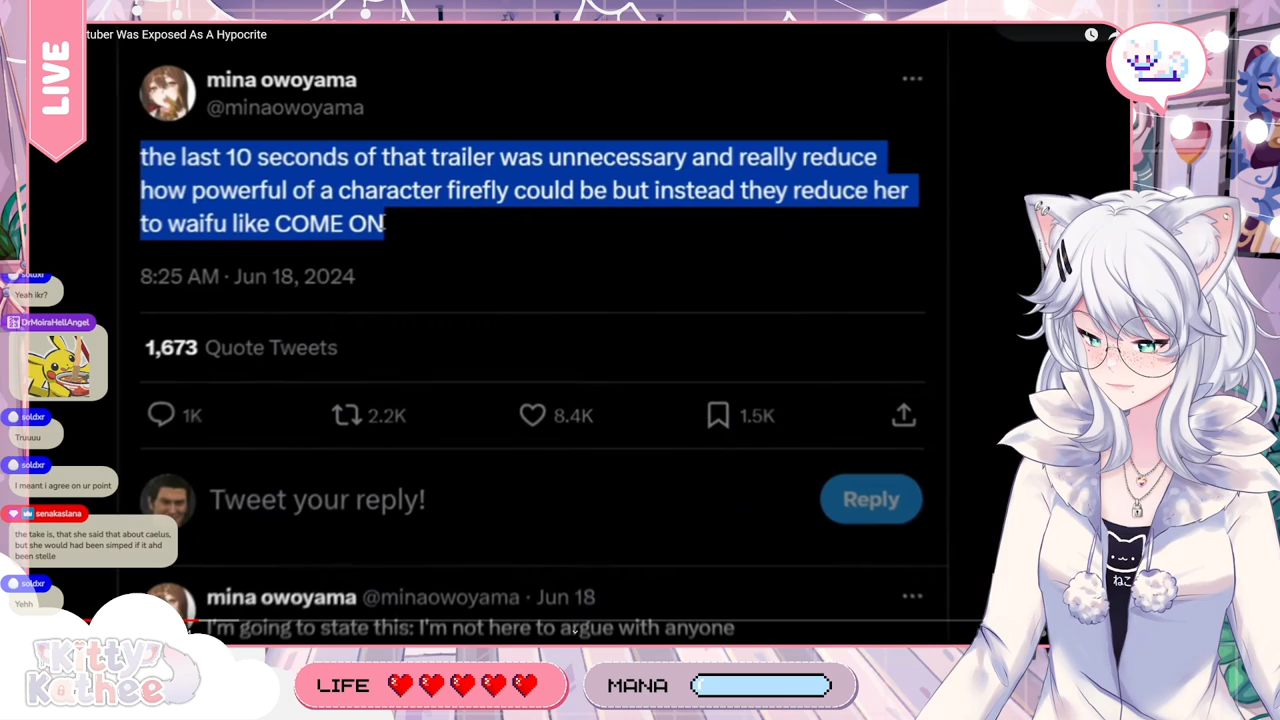 tuber Was Exposed As A Hypocrite
LIVE
mina owoyama
@minaowoyama
the last 10 seconds of that trailer was unnecessary and really reduce
how powerful of a character firefly could be but instead they reduce her
to waifu like COME ON
8:25 AM · Jun 18, 2024
1,673 Quote Tweets
1K
2.2K
8.4K
1.5K
Tweet your reply!
Reply
mina owoyama @minaowoyama · Jun 18
I'm going to state this: I'm not here to argue with anyone
soldxr
Yeah ikr?
DrMoiraHellAngel
soldxr
Truuuu
soldxr
I meant i agree on ur point
senakaslana
the take is, that she said that about caelus,
but she would had been simped if it ahd
been stelle
soldxr
Yehh
ねこ
Kitty
Kathee
LIFE
MANA